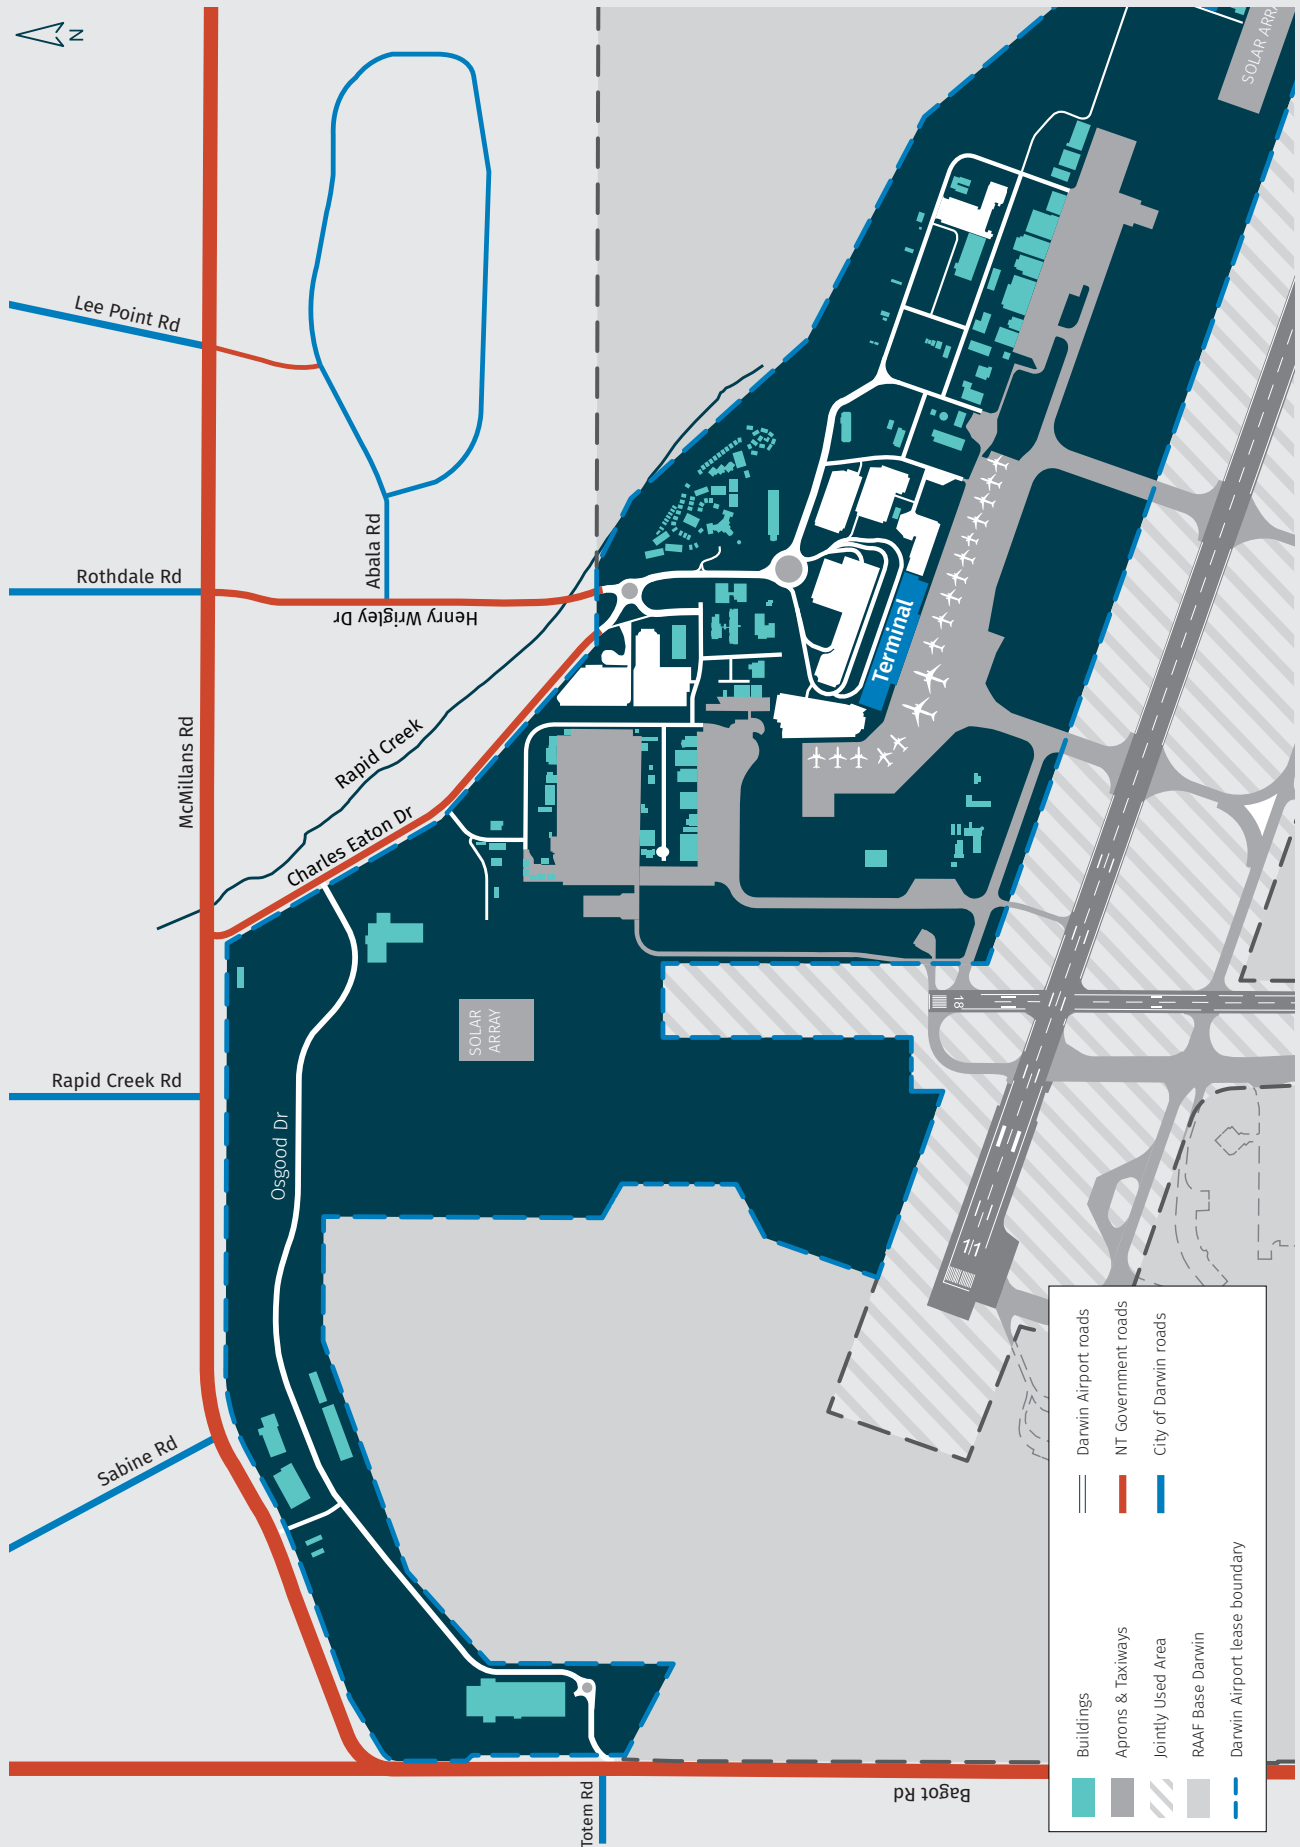 N
SOLAR ARRA
Lee Point Rd
Rothdale Rd
Abala Rd
Henry Wrigley Dr
McMillans Rd
Rapid Creek
Charles Eaton Dr
Terminal
Rapid Creek Rd
SOLAR
ARRAY
18
Osgood Dr
11
Sabine Rd
Totem Rd
Bagot Rd
Buildings
Aprons & Taxiways
Jointly Used Area
RAAF Base Darwin
Darwin Airport lease boundary
Darwin Airport roads
NT Government roads
City of Darwin roads